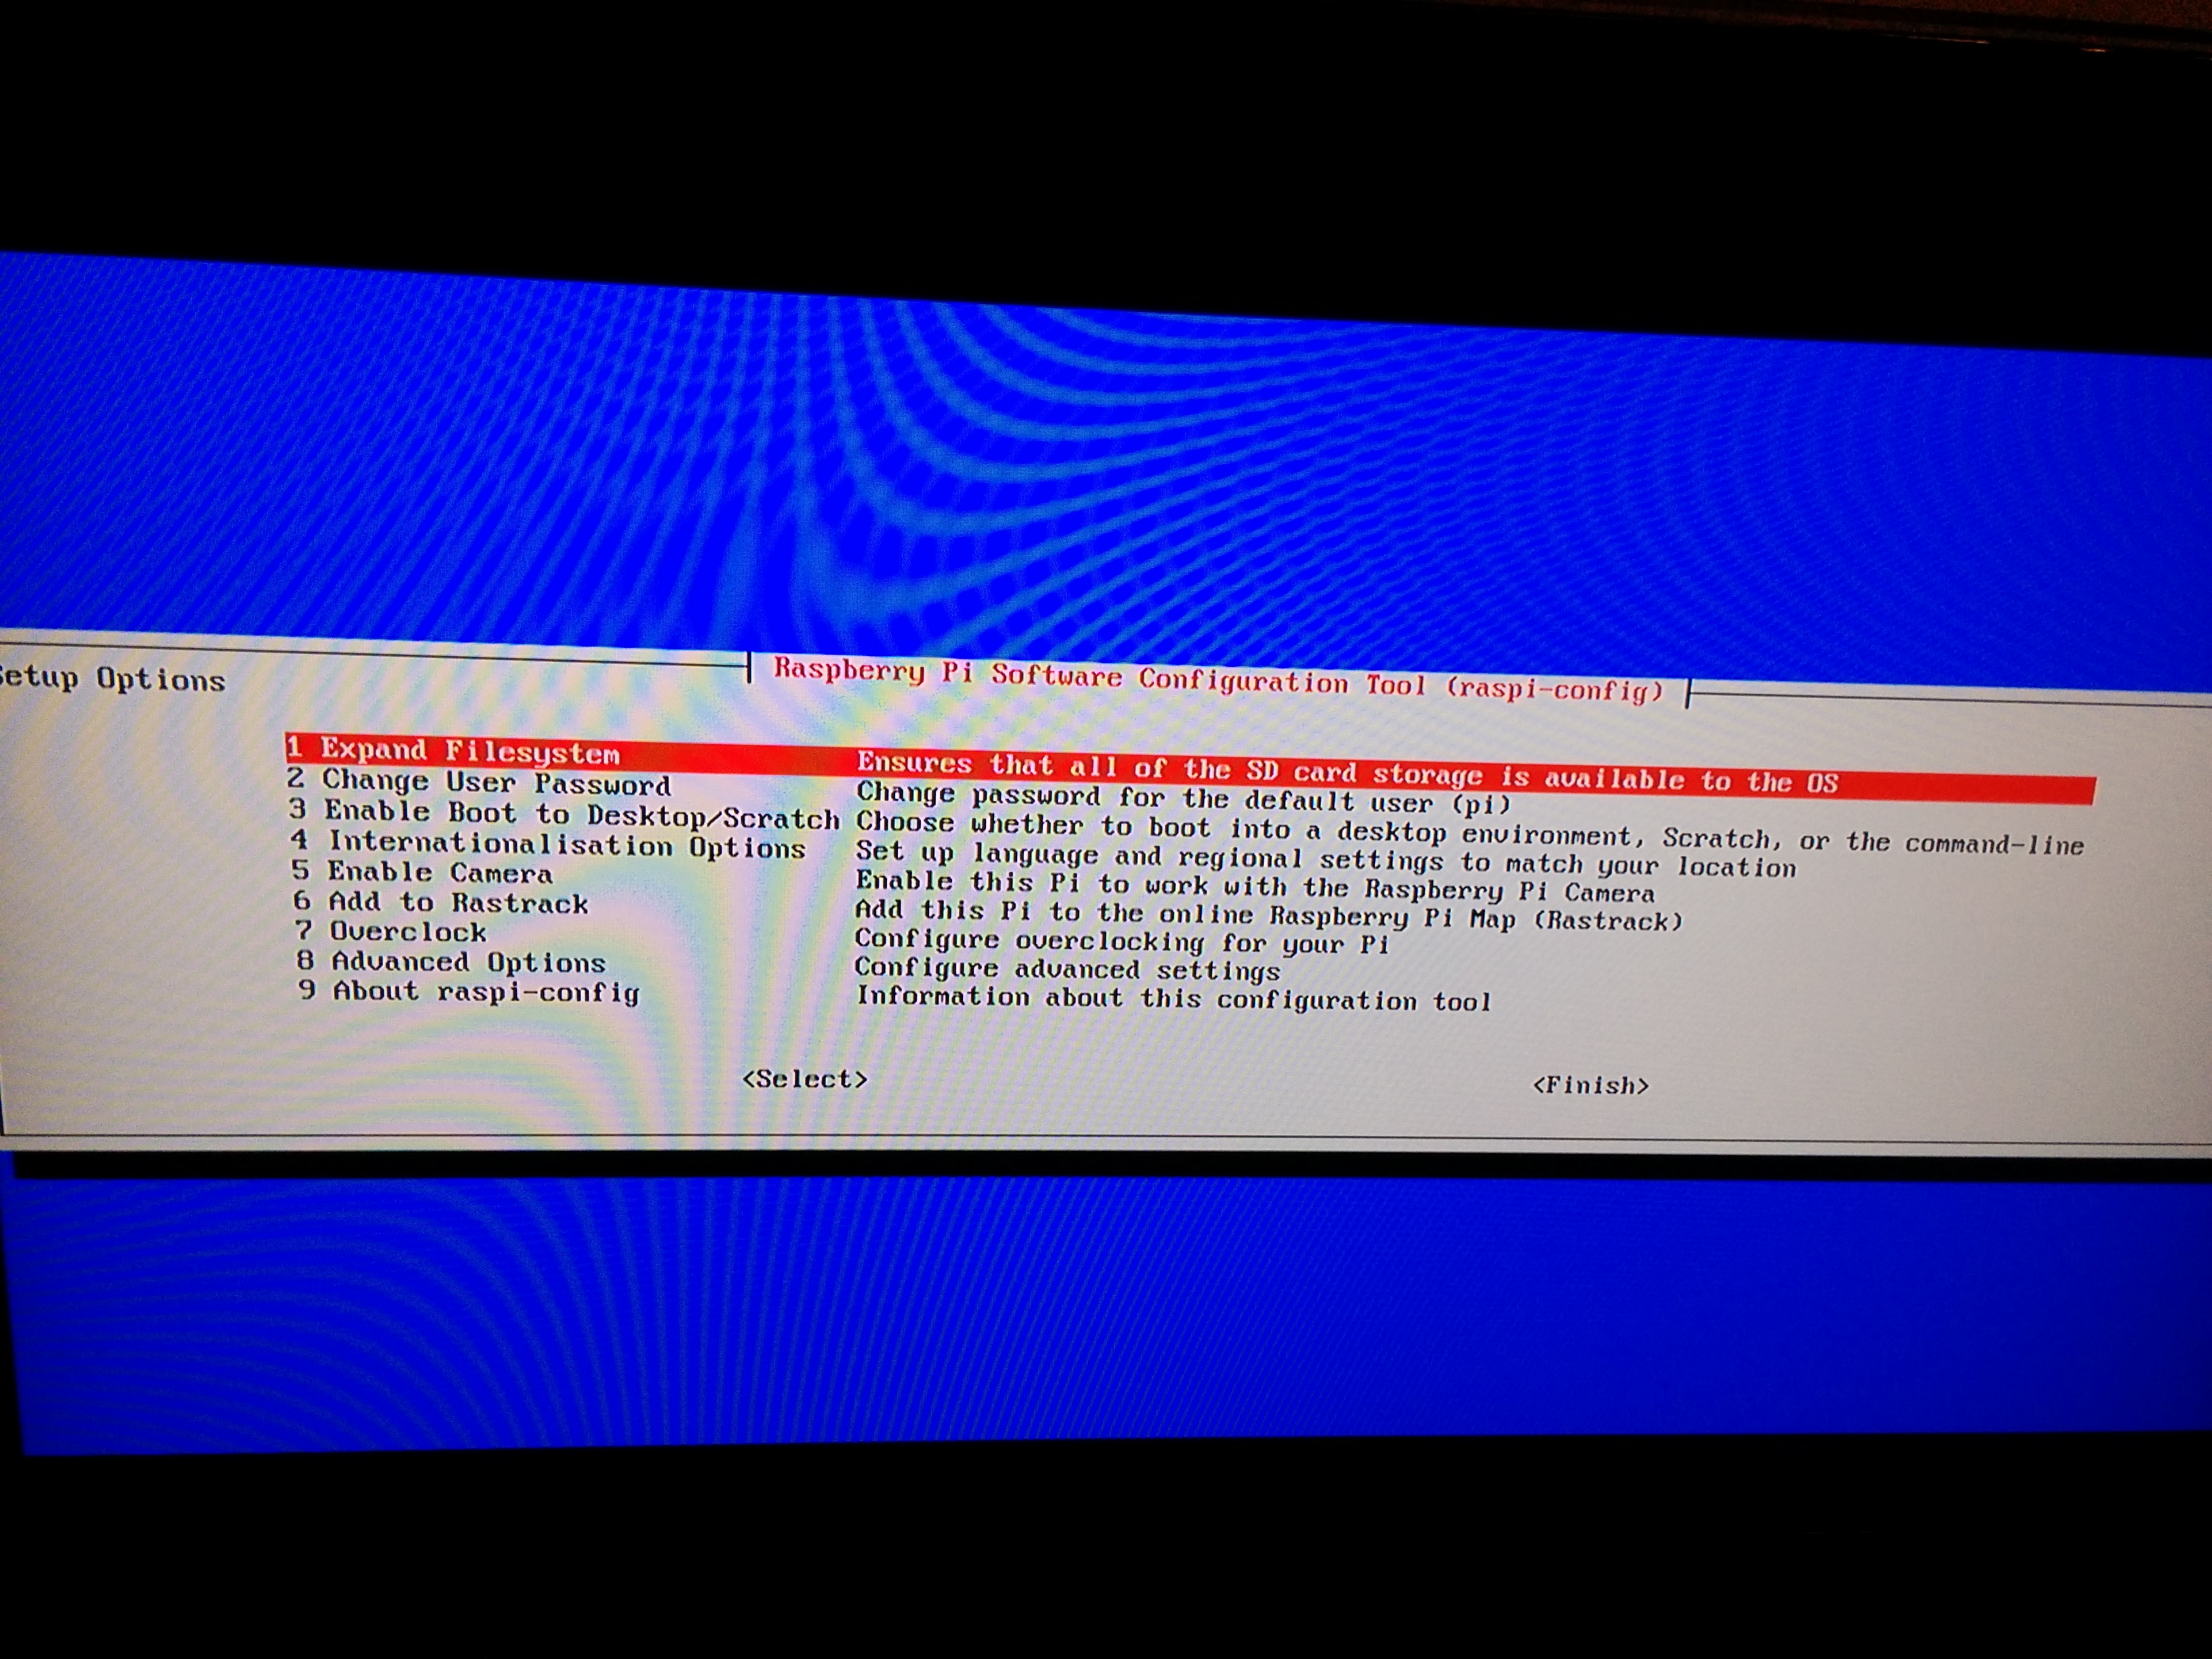 Raspberry Pi Software Configuration Tool (raspi-config)
Setup Options
1 Expand Filesystem Ensures that all of the SD card storage is available to the OS
2 Change User Password Change password for the default user (pi)
3 Enable Boot to Desktop/Scratch Choose whether to boot into a desktop environment, Scratch, or the command-line
4 Internationalisation Options Set up language and regional settings to match your location
5 Enable Camera Enable this Pi to work with the Raspberry Pi Camera
6 Add to Rastrack Add this Pi to the online Raspberry Pi Map (Rastrack)
7 Overclock Configure overclocking for your Pi
8 Advanced Options Configure advanced settings
9 About raspi-config Information about this configuration tool
<Select> <Finish>